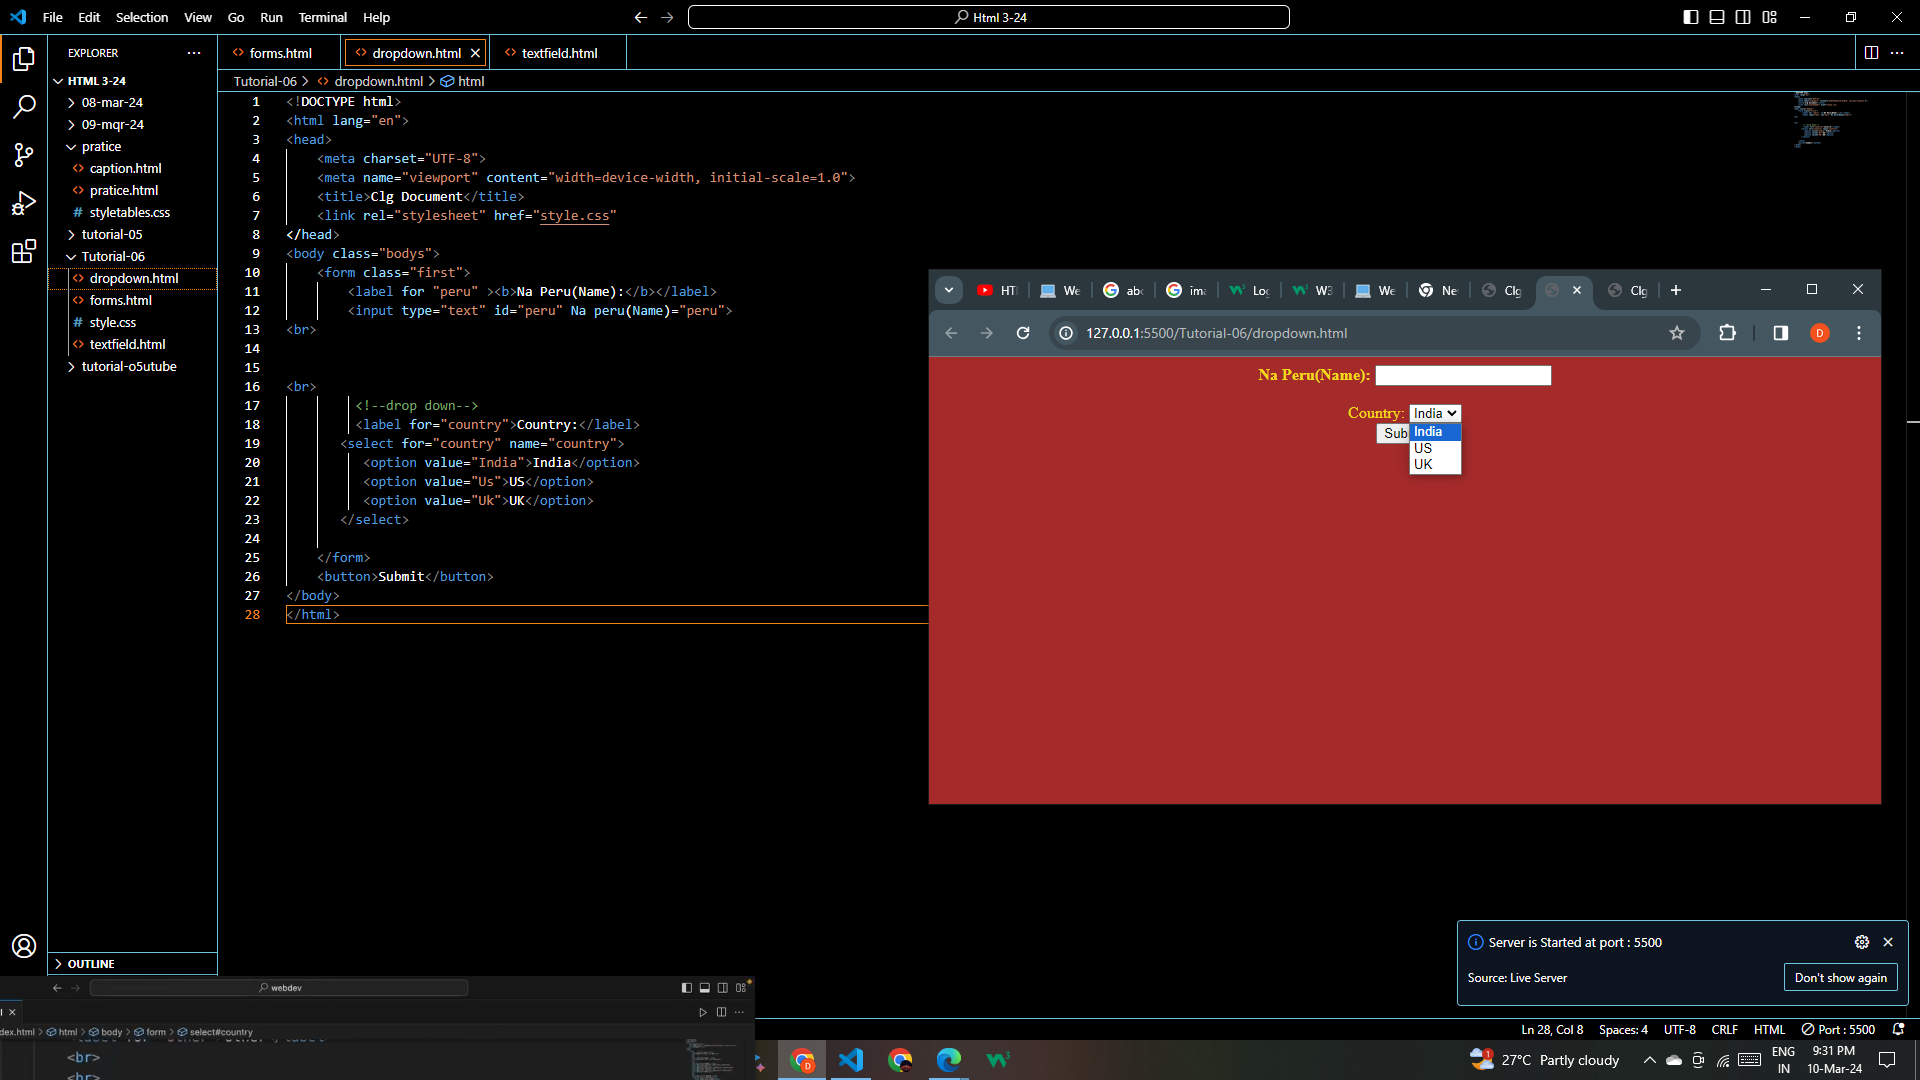 File Edit Selection View Go Run Terminal Help
Html 3-24
EXPLORER
HTML 3-24
08-mar-24
09-mqr-24
pratice
caption.html
pratice.html
styletables.css
tutorial-05
Tutorial-06
dropdown.html
forms.html
style.css
textfield.html
tutorial-o5utube
OUTLINE
forms.html dropdown.html textfield.html
Tutorial-06 > dropdown.html > html
1 <!DOCTYPE html>
2 <html lang="en">
3 <head>
4 <meta charset="UTF-8">
5 <meta name="viewport" content="width=device-width, initial-scale=1.0">
6 <title>Clg Document</title>
7 <link rel="stylesheet" href="style.css"
8 </head>
9 <body class="bodys">
10 <form class="first">
11 <label for "peru" ><b>Na Peru(Name):</b></label>
12 <input type="text" id="peru" Na peru(Name)="peru">
13 <br>
14
15
16 <br>
17 <!--drop down-->
18 <label for="country">Country:</label>
19 <select for="country" name="country">
20 <option value="India">India</option>
21 <option value="Us">US</option>
22 <option value="Uk">UK</option>
23 </select>
24
25 </form>
26 <button>Submit</button>
27 </body>
28 </html>
HT We abc ima Log W3 We Ne Clg Clg
127.0.0.1:5500/Tutorial-06/dropdown.html
D
Na Peru(Name):
Country: India
Sub
India
US
UK
Server is Started at port : 5500
Source: Live Server
Don't show again
webdev
dex.html > html > body > form > select#country
<br>
<br>
Ln 28, Col 8 Spaces: 4 UTF-8 CRLF HTML Port : 5500
27°C Partly cloudy
ENG
IN
9:31 PM
10-Mar-24